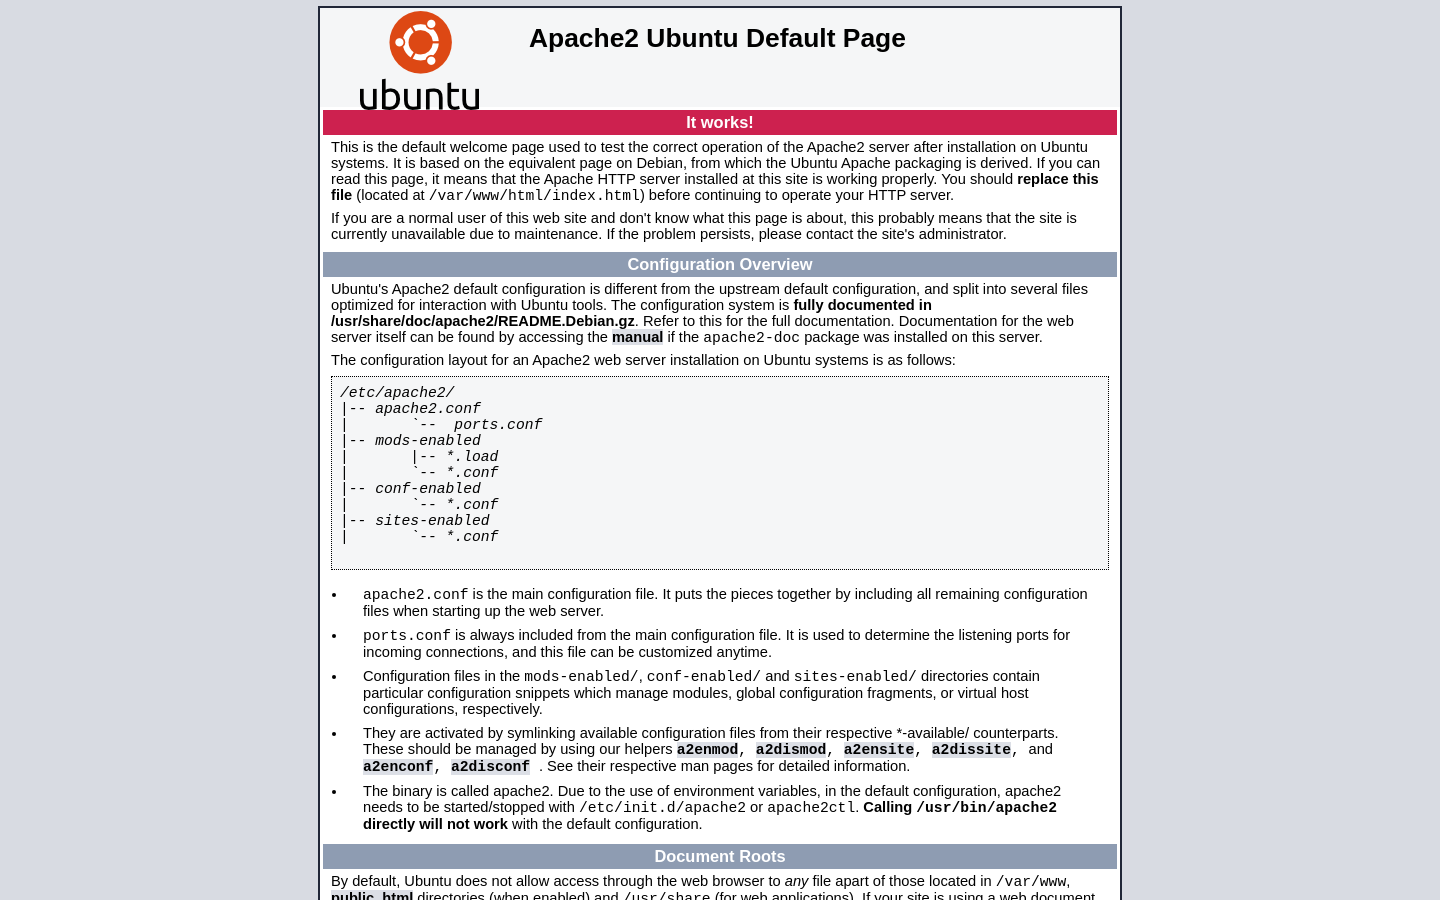 ubuntu
Apache2 Ubuntu Default Page
It works!
This is the default welcome page used to test the correct operation of the Apache2 server after installation on Ubuntu
systems. It is based on the equivalent page on Debian, from which the Ubuntu Apache packaging is derived. If you can
read this page, it means that the Apache HTTP server installed at this site is working properly. You should replace this
file (located at /var/www/html/index.html) before continuing to operate your HTTP server.
If you are a normal user of this web site and don't know what this page is about, this probably means that the site is
currently unavailable due to maintenance. If the problem persists, please contact the site's administrator.
Configuration Overview
Ubuntu's Apache2 default configuration is different from the upstream default configuration, and split into several files
optimized for interaction with Ubuntu tools. The configuration system is fully documented in
/usr/share/doc/apache2/README.Debian.gz. Refer to this for the full documentation. Documentation for the web
server itself can be found by accessing the manual if the apache2-doc package was installed on this server.
The configuration layout for an Apache2 web server installation on Ubuntu systems is as follows:
/etc/apache2/
|-- apache2.conf
|       `--  ports.conf
|-- mods-enabled
|       |-- *.load
|       `-- *.conf
|-- conf-enabled
|       `-- *.conf
|-- sites-enabled
|       `-- *.conf
• apache2.conf is the main configuration file. It puts the pieces together by including all remaining configuration
files when starting up the web server.
• ports.conf is always included from the main configuration file. It is used to determine the listening ports for
incoming connections, and this file can be customized anytime.
• Configuration files in the mods-enabled/, conf-enabled/ and sites-enabled/ directories contain
particular configuration snippets which manage modules, global configuration fragments, or virtual host
configurations, respectively.
• They are activated by symlinking available configuration files from their respective *-available/ counterparts.
These should be managed by using our helpers a2enmod, a2dismod, a2ensite, a2dissite, and
a2enconf, a2disconf . See their respective man pages for detailed information.
• The binary is called apache2. Due to the use of environment variables, in the default configuration, apache2
needs to be started/stopped with /etc/init.d/apache2 or apache2ctl. Calling /usr/bin/apache2
directly will not work with the default configuration.
Document Roots
By default, Ubuntu does not allow access through the web browser to any file apart of those located in /var/www,
public_html directories (when enabled) and /usr/share (for web applications). If your site is using a web document